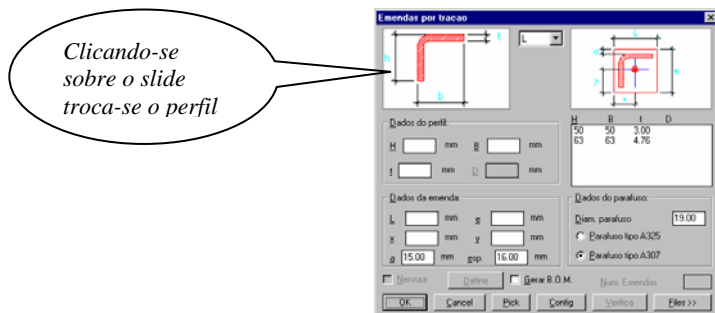 Clicando-se
sobre o slide
troca-se o perfil
Emendas por tracao
t
L
h
b
L
a
e
y
x
Dados do perfil:
H mm B mm
t mm D mm
H B t D
50 50 3.00
63 63 4.76
Dados da emenda:
L mm e mm
x mm y mm
a 15.00 mm esp. 16.00 mm
Dados do parafuso:
Diam. parafuso 19.00
Parafuso tipo A325
Parafuso tipo A307
Nervura Define Gerar B.O.M. Num. Emendas
OK Cancel Pick Config Verifica Files >>